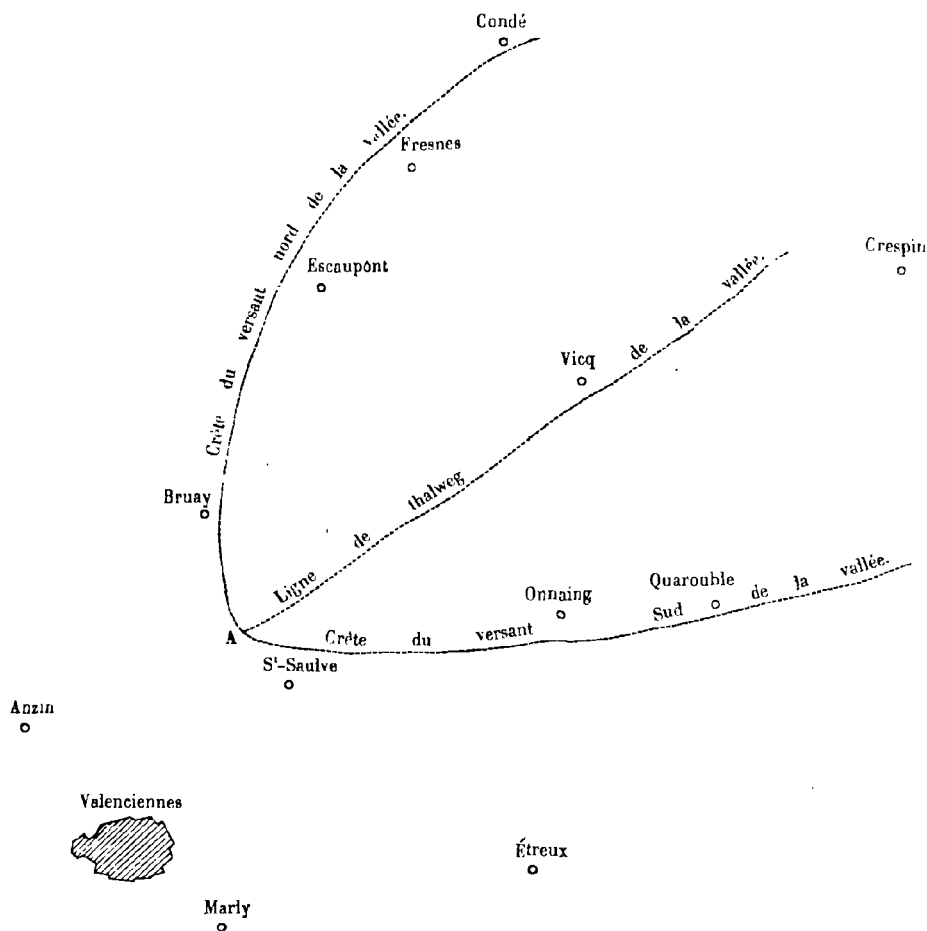 Condé
Fresnes
Crête du versant nord de la vallée.
Escaupont
Crespin
Vicq
Ligne de thalweg de la vallée.
Bruay
Onnaing
Quarouble
A
Crête du versant Sud de la vallée.
St-Saulve
Anzin
Valenciennes
Étreux
Marly